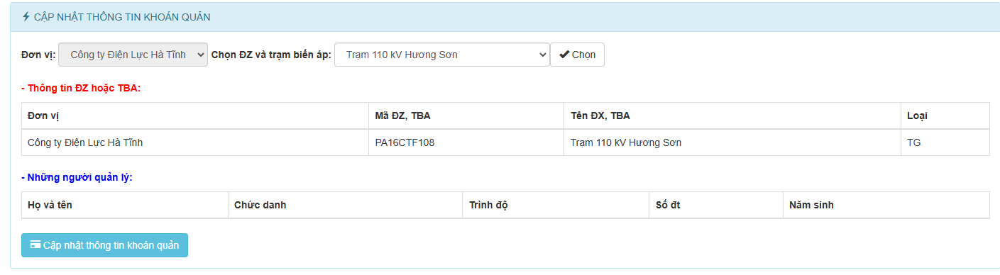 CẬP NHẬT THÔNG TIN KHOÁN QUẢN
Đơn vị: Công ty Điện Lực Hà Tĩnh Chọn ĐZ và trạm biến áp: Trạm 110 kV Hương Sơn Chọn
- Thông tin ĐZ hoặc TBA:
Đơn vị Mã ĐZ, TBA Tên ĐX, TBA Loại
Công ty Điện Lực Hà Tĩnh PA16CTF108 Trạm 110 kV Hương Sơn TG
- Những người quản lý:
Họ và tên Chức danh Trình độ Số đt Năm sinh
Cập nhật thông tin khoán quản